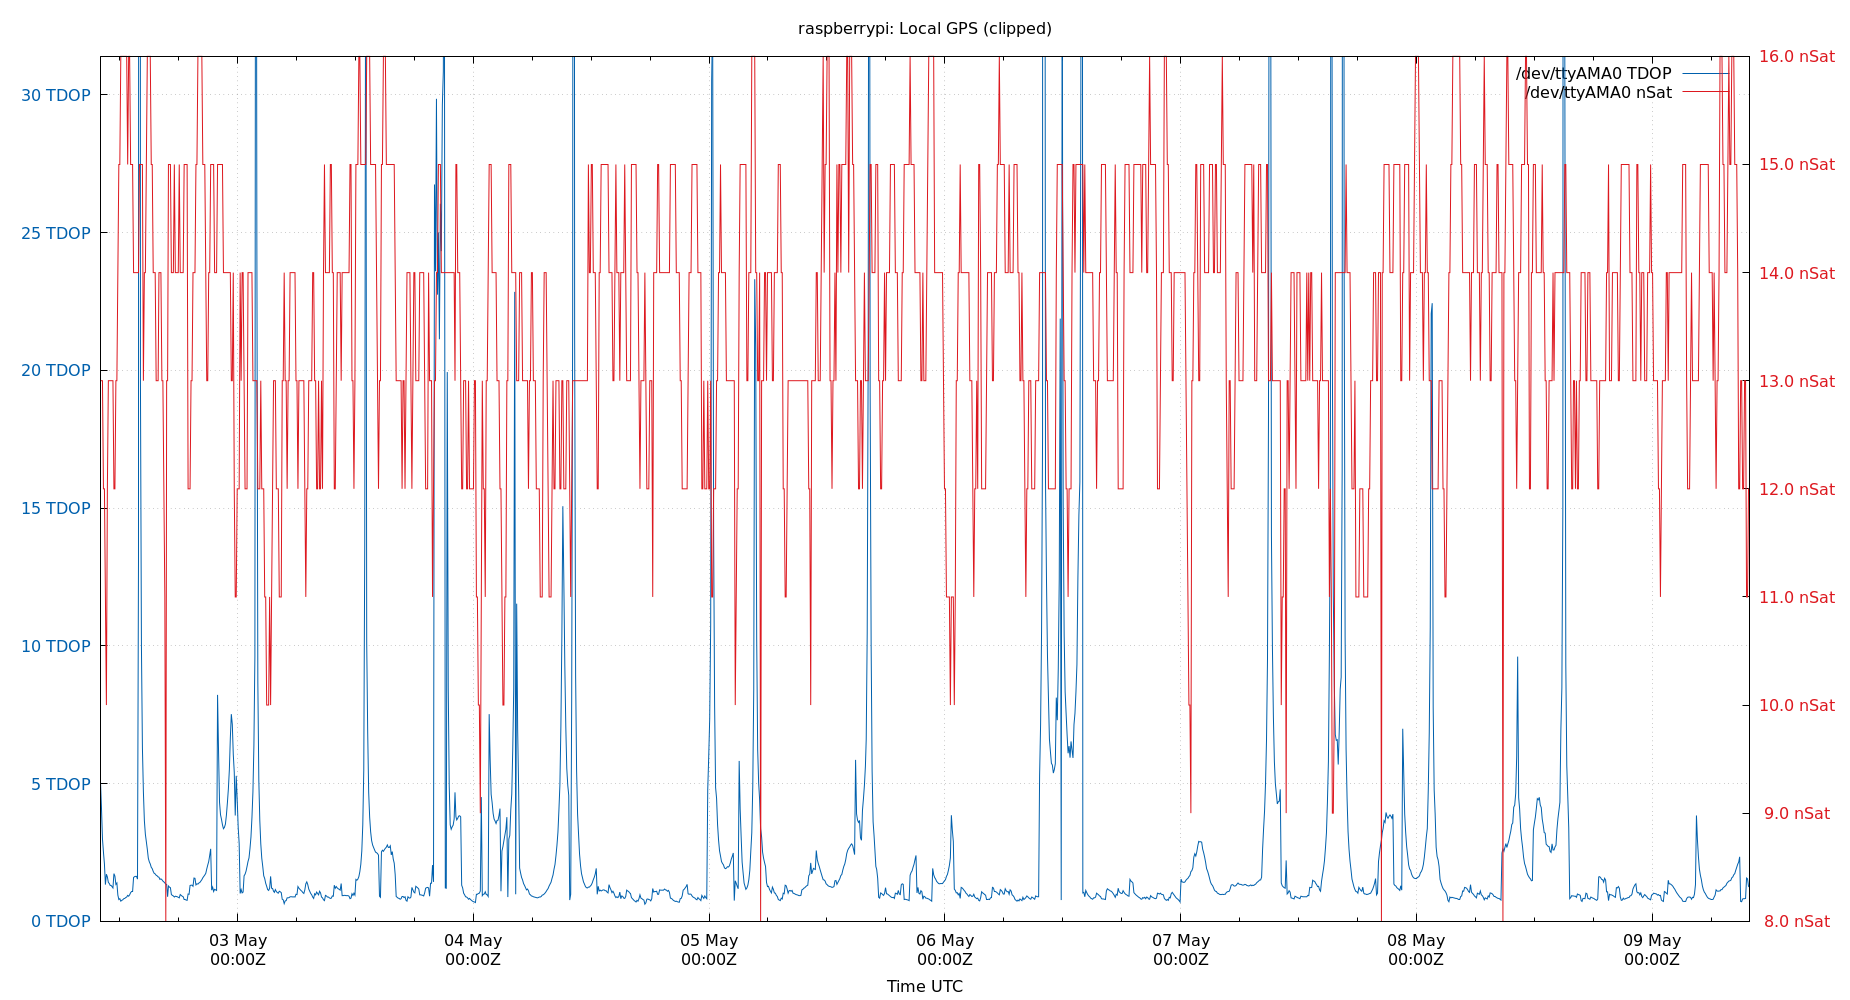 raspberrypi: Local GPS (clipped)
/dev/ttyAMA0 TDOP
/dev/ttyAMA0 nSat
30 TDOP
25 TDOP
20 TDOP
15 TDOP
10 TDOP
5 TDOP
0 TDOP
16.0 nSat
15.0 nSat
14.0 nSat
13.0 nSat
12.0 nSat
11.0 nSat
10.0 nSat
9.0 nSat
8.0 nSat
03 May
00:00Z
04 May
00:00Z
05 May
00:00Z
06 May
00:00Z
07 May
00:00Z
08 May
00:00Z
09 May
00:00Z
Time UTC